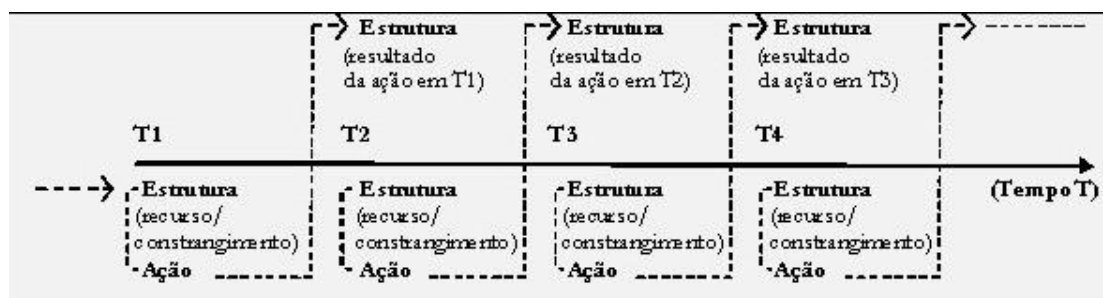 Estrutura Estrutura Estrutura
(resultado (resultado (resultado
da ação em T1) da ação em T2) da ação em T3)
T1 T2 T3 T4
Estrutura Estrutura Estrutura Estrutura (Tempo T)
(recurso/ (recurso/ (recurso/ (recurso/
constrangimento) constrangimento) constrangimento) constrangimento)
Ação Ação Ação Ação